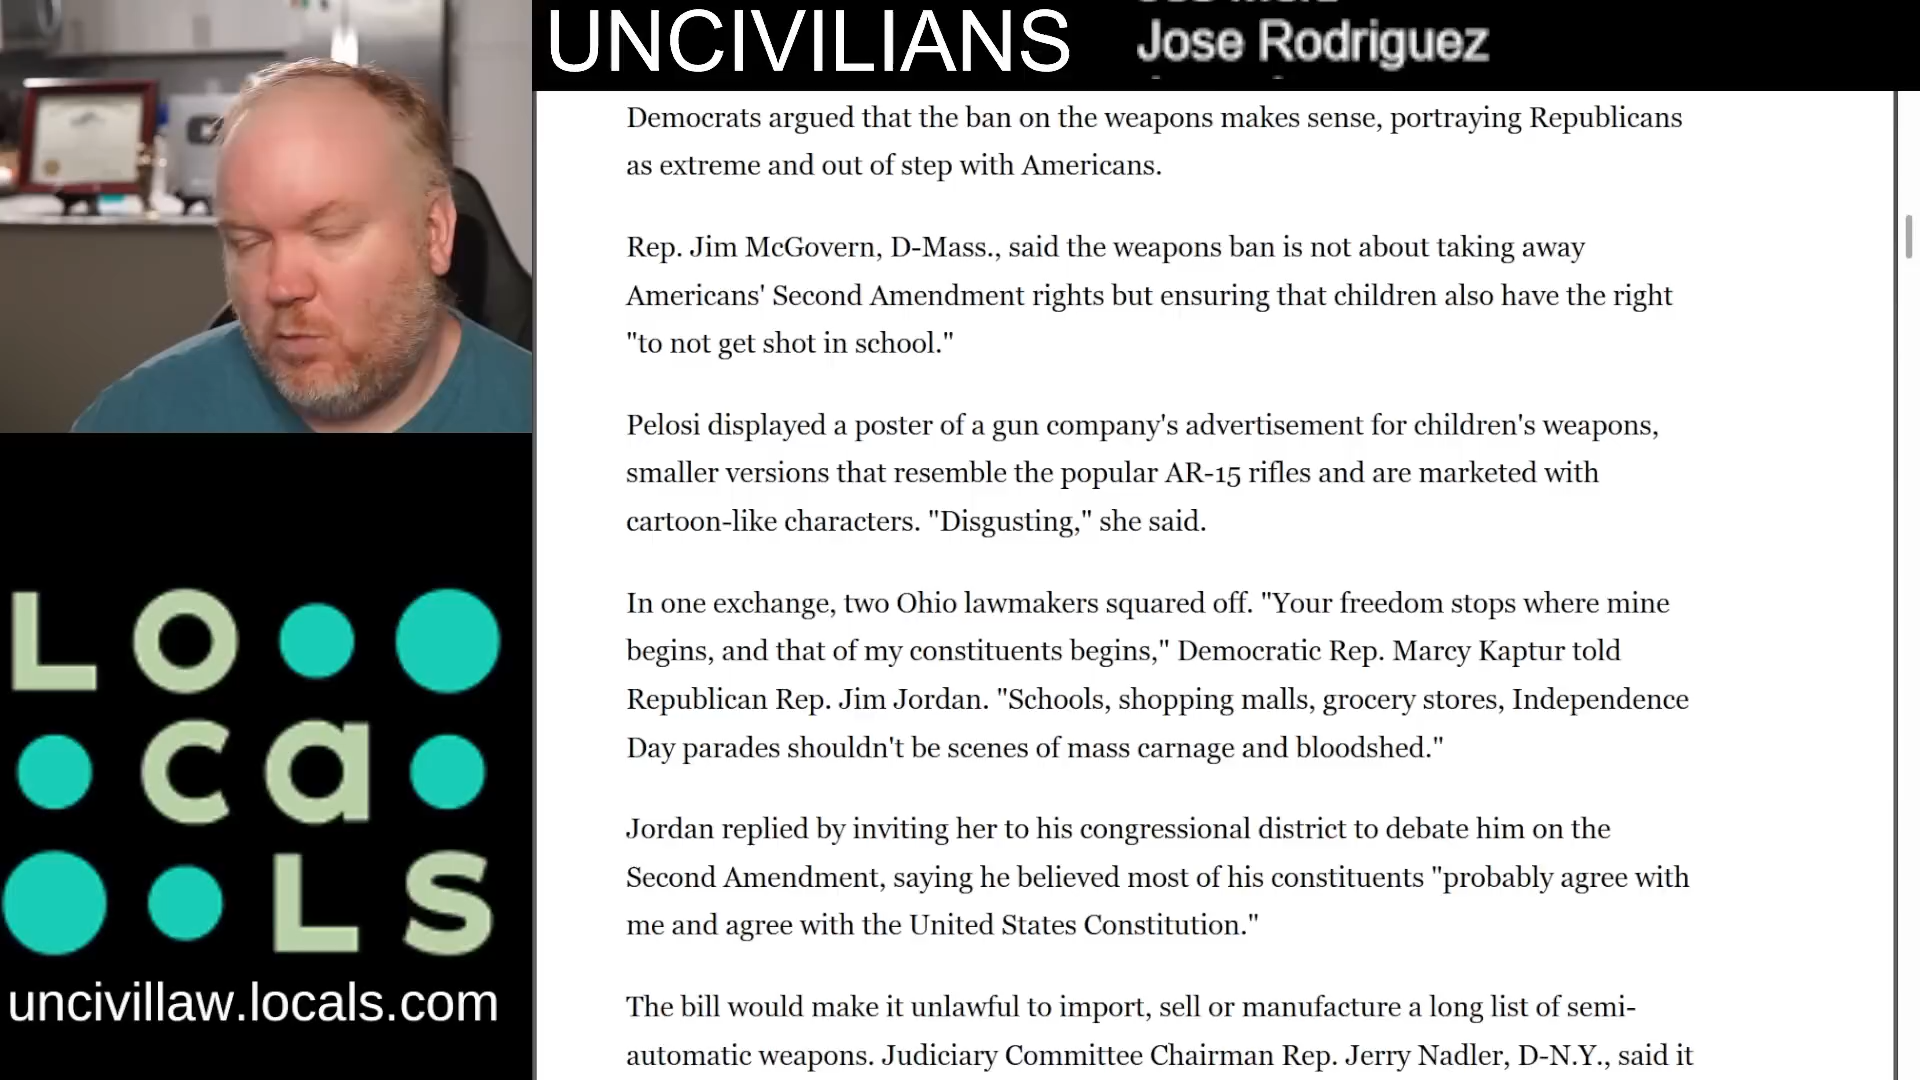 UNCIVILIANS
Jose Rodriguez
Democrats argued that the ban on the weapons makes sense, portraying Republicans
as extreme and out of step with Americans.
Rep. Jim McGovern, D-Mass., said the weapons ban is not about taking away
Americans' Second Amendment rights but ensuring that children also have the right
"to not get shot in school."
Pelosi displayed a poster of a gun company's advertisement for children's weapons,
smaller versions that resemble the popular AR-15 rifles and are marketed with
cartoon-like characters. "Disgusting," she said.
In one exchange, two Ohio lawmakers squared off. "Your freedom stops where mine
begins, and that of my constituents begins," Democratic Rep. Marcy Kaptur told
Republican Rep. Jim Jordan. "Schools, shopping malls, grocery stores, Independence
Day parades shouldn't be scenes of mass carnage and bloodshed."
Jordan replied by inviting her to his congressional district to debate him on the
Second Amendment, saying he believed most of his constituents "probably agree with
me and agree with the United States Constitution."
The bill would make it unlawful to import, sell or manufacture a long list of semi-
automatic weapons. Judiciary Committee Chairman Rep. Jerry Nadler, D-N.Y., said it
LO
ca
LS
uncivillaw.locals.com